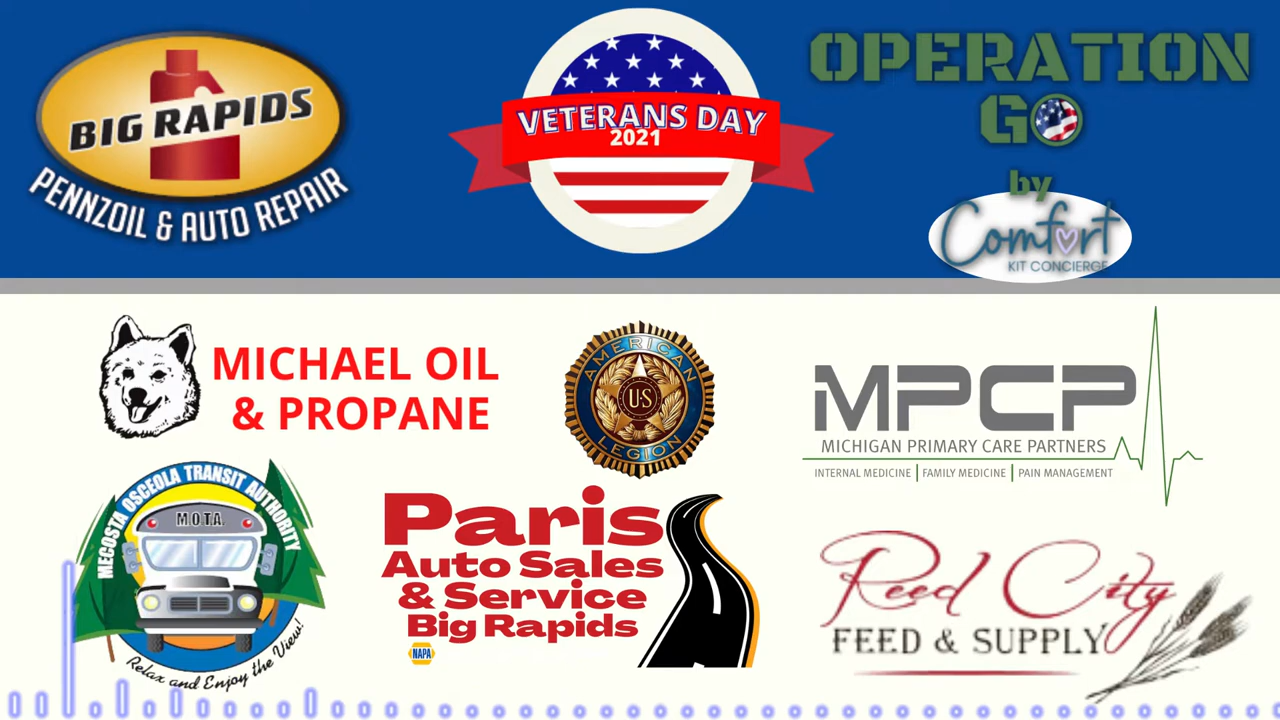 BIG RAPIDS
PENNZOIL & AUTO REPAIR
VETERANS DAY
2021
OPERATION
GO
by
Comfort
KIT CONCIERGE
MICHAEL OIL
& PROPANE
AMERICAN
U·S
LEGION
MPCP
MICHIGAN PRIMARY CARE PARTNERS
INTERNAL MEDICINE | FAMILY MEDICINE | PAIN MANAGEMENT
MECOSTA OSCEOLA TRANSIT AUTHORITY
M.O.T.A.
Relax and Enjoy the View!
Paris
Auto Sales
& Service
Big Rapids
NAPA
Reed City
FEED & SUPPLY